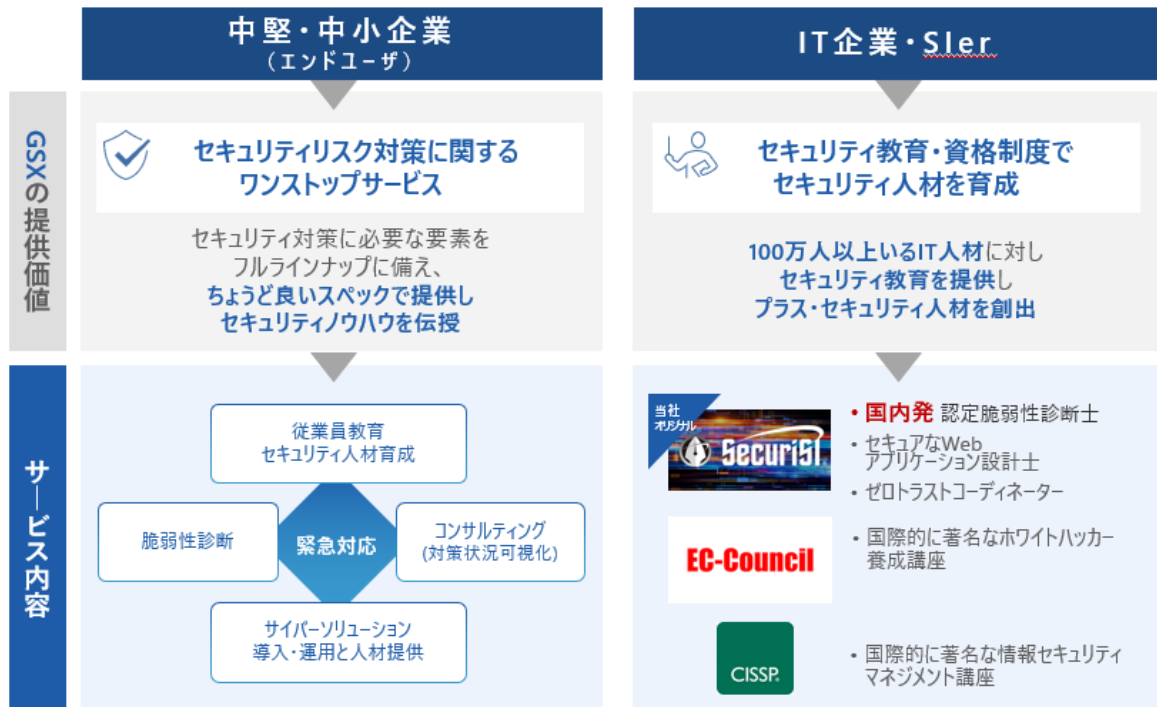 中堅・中小企業
（エンドユーザ）
IT企業・SIer
GSXの提供価値
セキュリティリスク対策に関する
ワンストップサービス
セキュリティ対策に必要な要素を
フルラインナップに備え、
ちょうど良いスペックで提供し
セキュリティノウハウを伝授
セキュリティ教育・資格制度で
セキュリティ人材を育成
100万人以上いるIT人材に対し
セキュリティ教育を提供し
プラス・セキュリティ人材を創出
サービス内容
従業員教育
セキュリティ人材育成
脆弱性診断
緊急対応
コンサルティング
(対策状況可視化)
サイバーソリューション
導入・運用と人材提供
当社
オリジナル
SecuriST
・国内発 認定脆弱性診断士
・セキュアなWeb
アプリケーション設計士
・ゼロトラストコーディネーター
EC-Council
・国際的に著名なホワイトハッカー
養成講座
CISSP.
・国際的に著名な情報セキュリティ
マネジメント講座